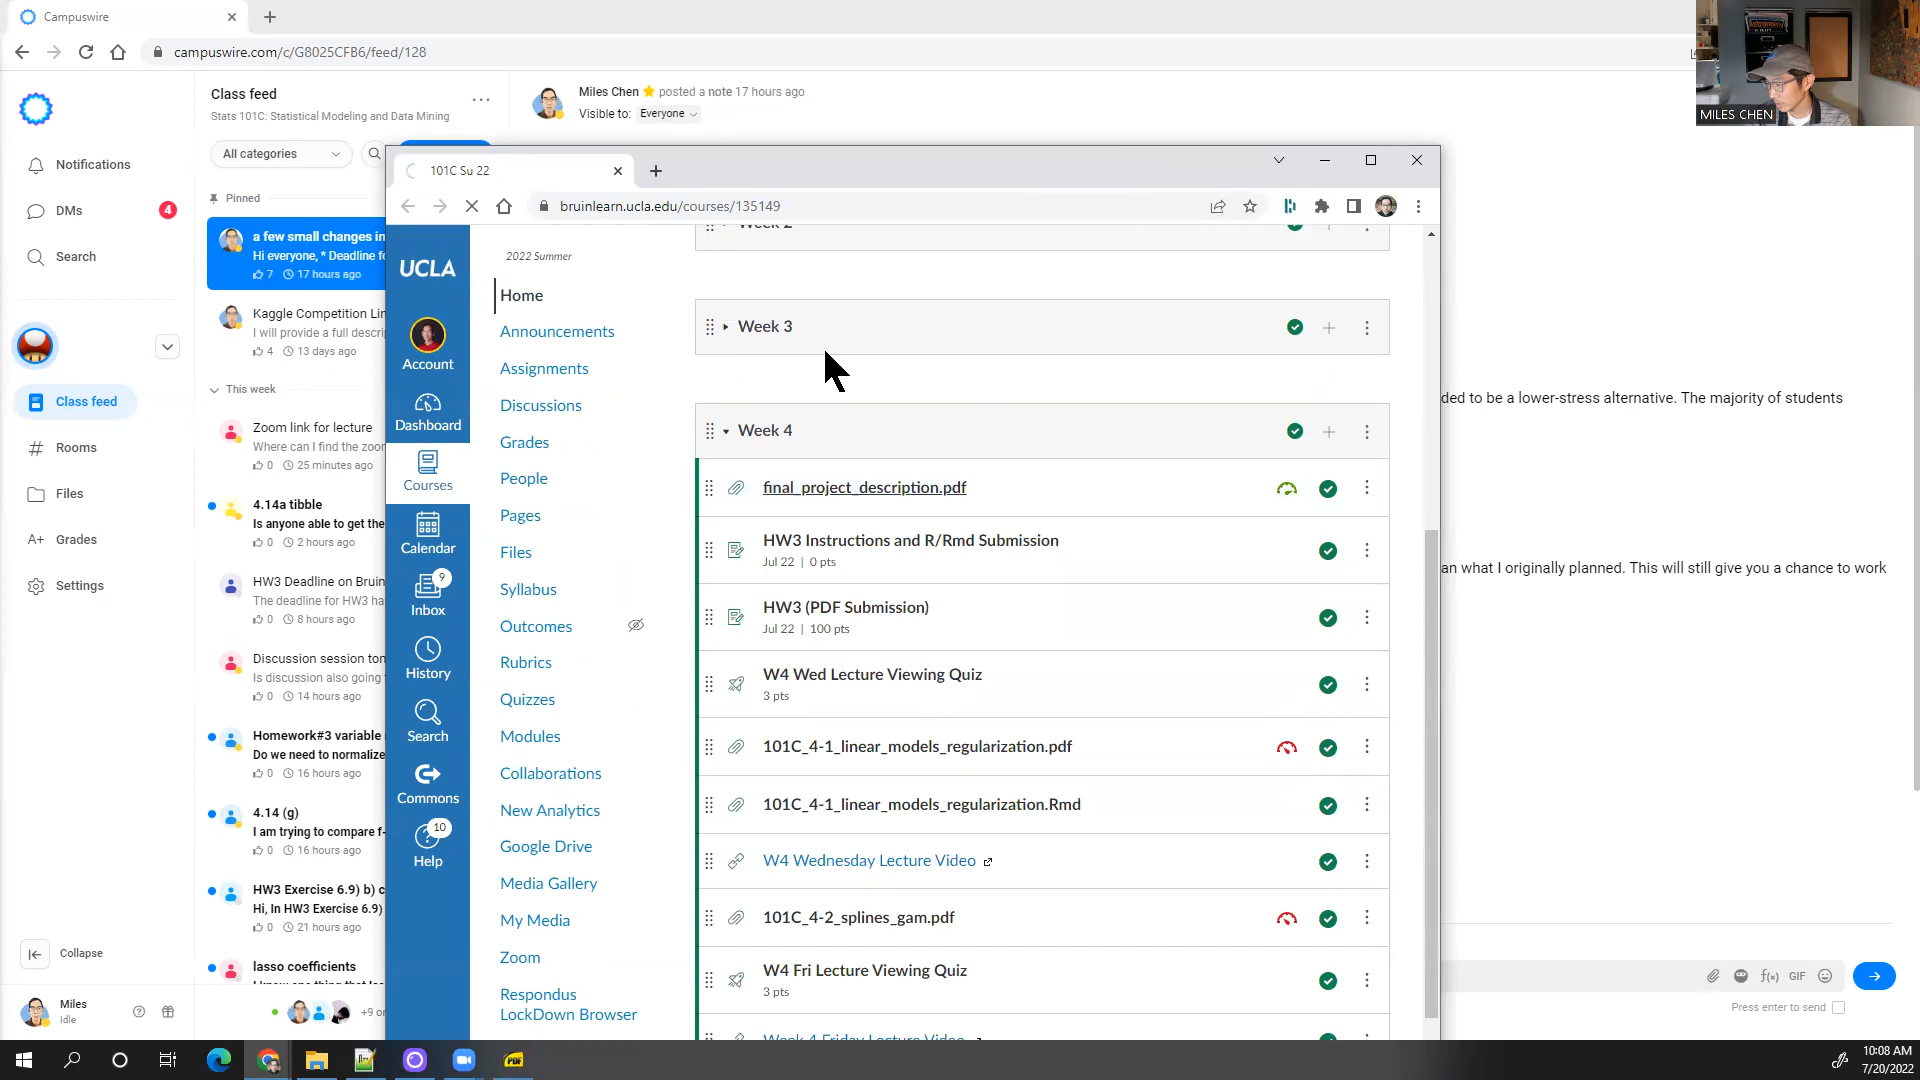 Campuswire
campuswire.com/c/G8025CFB6/feed/128
MILES CHEN
Class feed
Stats 101C: Statistical Modeling and Data Mining
Miles Chen posted a note 17 hours ago
Visible to: Everyone
All categories
Notifications
DMs
4
Search
Class feed
Rooms
Files
A+ Grades
Settings
Collapse
Miles
Idle
Pinned
a few small changes in
Hi everyone, * Deadline fo
7 17 hours ago
Kaggle Competition Lin
I will provide a full descri
4 13 days ago
This week
Zoom link for lecture
Where can I find the zoo
0 25 minutes ago
4.14a tibble
Is anyone able to get the
0 2 hours ago
HW3 Deadline on Bruin
The deadline for HW3 ha
0 8 hours ago
Discussion session ton
Is discussion also going
0 14 hours ago
Homework#3 variable
Do we need to normalize
0 16 hours ago
4.14 (g)
I am trying to compare f-
0 16 hours ago
HW3 Exercise 6.9) b) c
Hi, In HW3 Exercise 6.9)
0 21 hours ago
lasso coefficients
+9 or
101C Su 22
bruinlearn.ucla.edu/courses/135149
UCLA
Account
Dashboard
Courses
Calendar
9
Inbox
History
Search
Commons
10
Help
2022 Summer
Home
Announcements
Assignments
Discussions
Grades
People
Pages
Files
Syllabus
Outcomes
Rubrics
Quizzes
Modules
Collaborations
New Analytics
Google Drive
Media Gallery
My Media
Zoom
Respondus
LockDown Browser
Week 2
Week 3
Week 4
final_project_description.pdf
HW3 Instructions and R/Rmd Submission
Jul 22 | 0 pts
HW3 (PDF Submission)
Jul 22 | 100 pts
W4 Wed Lecture Viewing Quiz
3 pts
101C_4-1_linear_models_regularization.pdf
101C_4-1_linear_models_regularization.Rmd
W4 Wednesday Lecture Video
101C_4-2_splines_gam.pdf
W4 Fri Lecture Viewing Quiz
3 pts
Week 4 Friday Lecture Video
ded to be a lower-stress alternative. The majority of students
an what I originally planned. This will still give you a chance to work
f(x) GIF
Press enter to send
PDF
10:08 AM
7/20/2022